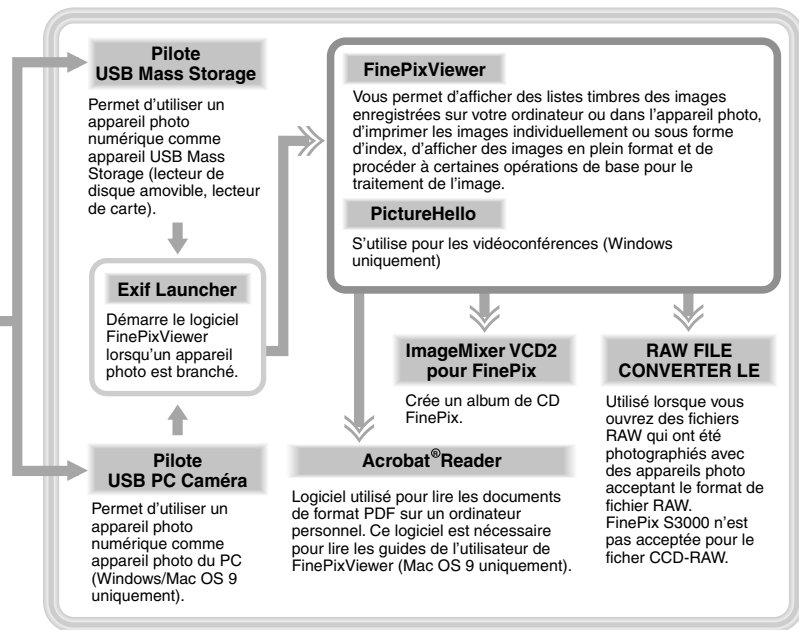 Pilote
USB Mass Storage
Permet d'utiliser un
appareil photo
numérique comme
appareil USB Mass
Storage (lecteur de
disque amovible, lecteur
de carte).
Exif Launcher
Démarre le logiciel
FinePixViewer
lorsqu'un appareil
photo est branché.
Pilote
USB PC Caméra
Permet d'utiliser un
appareil photo
numérique comme
appareil photo du PC
(Windows/Mac OS 9
uniquement).
FinePixViewer
Vous permet d'afficher des listes timbres des images
enregistrées sur votre ordinateur ou dans l'appareil photo,
d'imprimer les images individuellement ou sous forme
d'index, d'afficher des images en plein format et de
procéder à certaines opérations de base pour le
traitement de l'image.
PictureHello
S'utilise pour les vidéoconférences (Windows
uniquement)
ImageMixer VCD2
pour FinePix
Crée un album de CD
FinePix.
RAW FILE
CONVERTER LE
Utilisé lorsque vous
ouvrez des fichiers
RAW qui ont été
photographiés avec
des appareils photo
acceptant le format de
fichier RAW.
FinePix S3000 n'est
pas acceptée pour le
ficher CCD-RAW.
Acrobat®Reader
Logiciel utilisé pour lire les documents
de format PDF sur un ordinateur
personnel. Ce logiciel est nécessaire
pour lire les guides de l'utilisateur de
FinePixViewer (Mac OS 9 uniquement).